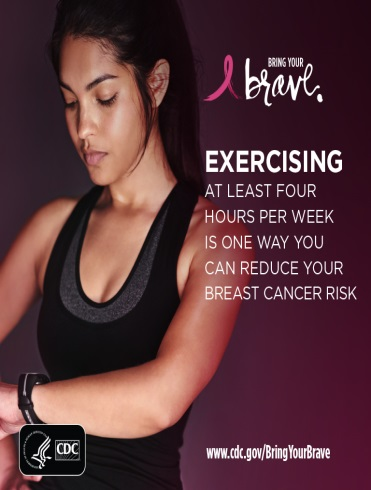 BRING YOUR
brave.
EXERCISING
AT LEAST FOUR
HOURS PER WEEK
IS ONE WAY YOU
CAN REDUCE YOUR
BREAST CANCER RISK
CDC
www.cdc.gov/BringYourBrave